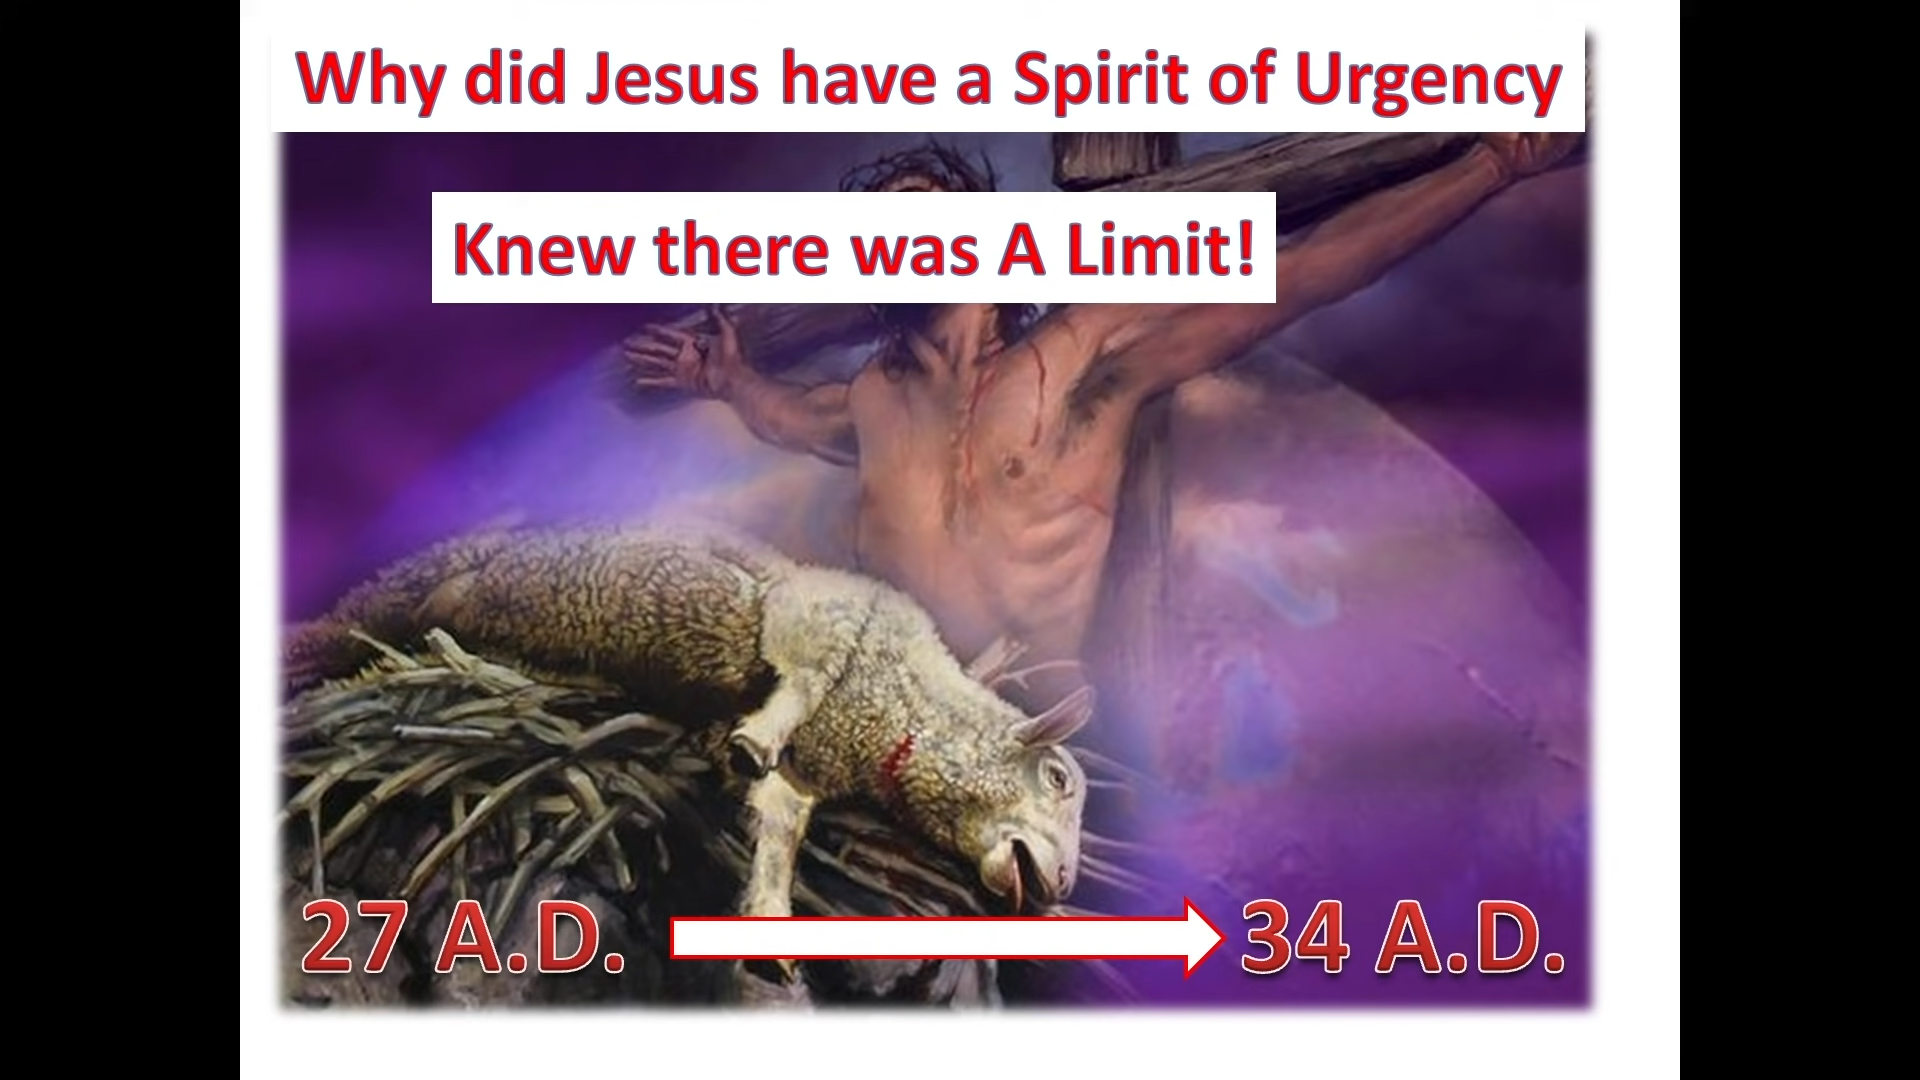 Why did Jesus have a Spirit of Urgency
Knew there was A Limit!
27 A.D. 34 A.D.